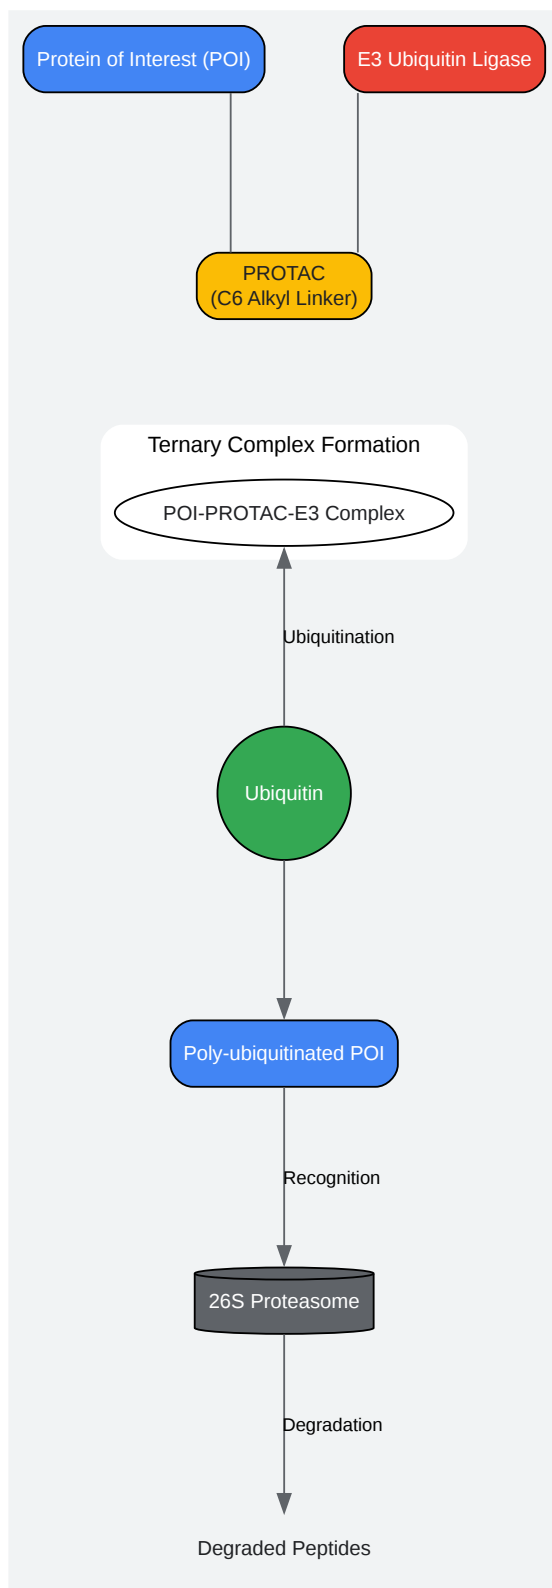 Protein of Interest (POI)
E3 Ubiquitin Ligase
PROTAC
(C6 Alkyl Linker)
Ternary Complex Formation
POI-PROTAC-E3 Complex
Ubiquitination
Ubiquitin
Poly-ubiquitinated POI
Recognition
26S Proteasome
Degradation
Degraded Peptides